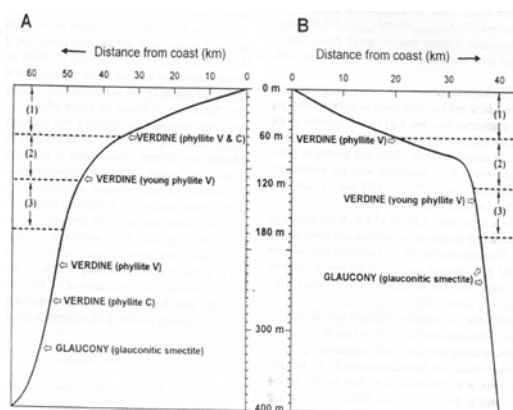 A
B
Distance from coast (km)
Distance from coast (km)
60 50 40 30 20 10 0
0 10 20 30 40
0 m
60 m
120 m
180 m
300 m
400 m
(1)
(2)
(3)
VERDINE (phyllite V & C)
VERDINE (young phyllite V)
VERDINE (phyllite V)
VERDINE (phyllite C)
GLAUCONY (glauconitic smectite)
(1)
(2)
(3)
VERDINE (phyllite V)
VERDINE (young phyllite V)
GLAUCONY
(glauconitic smectite)